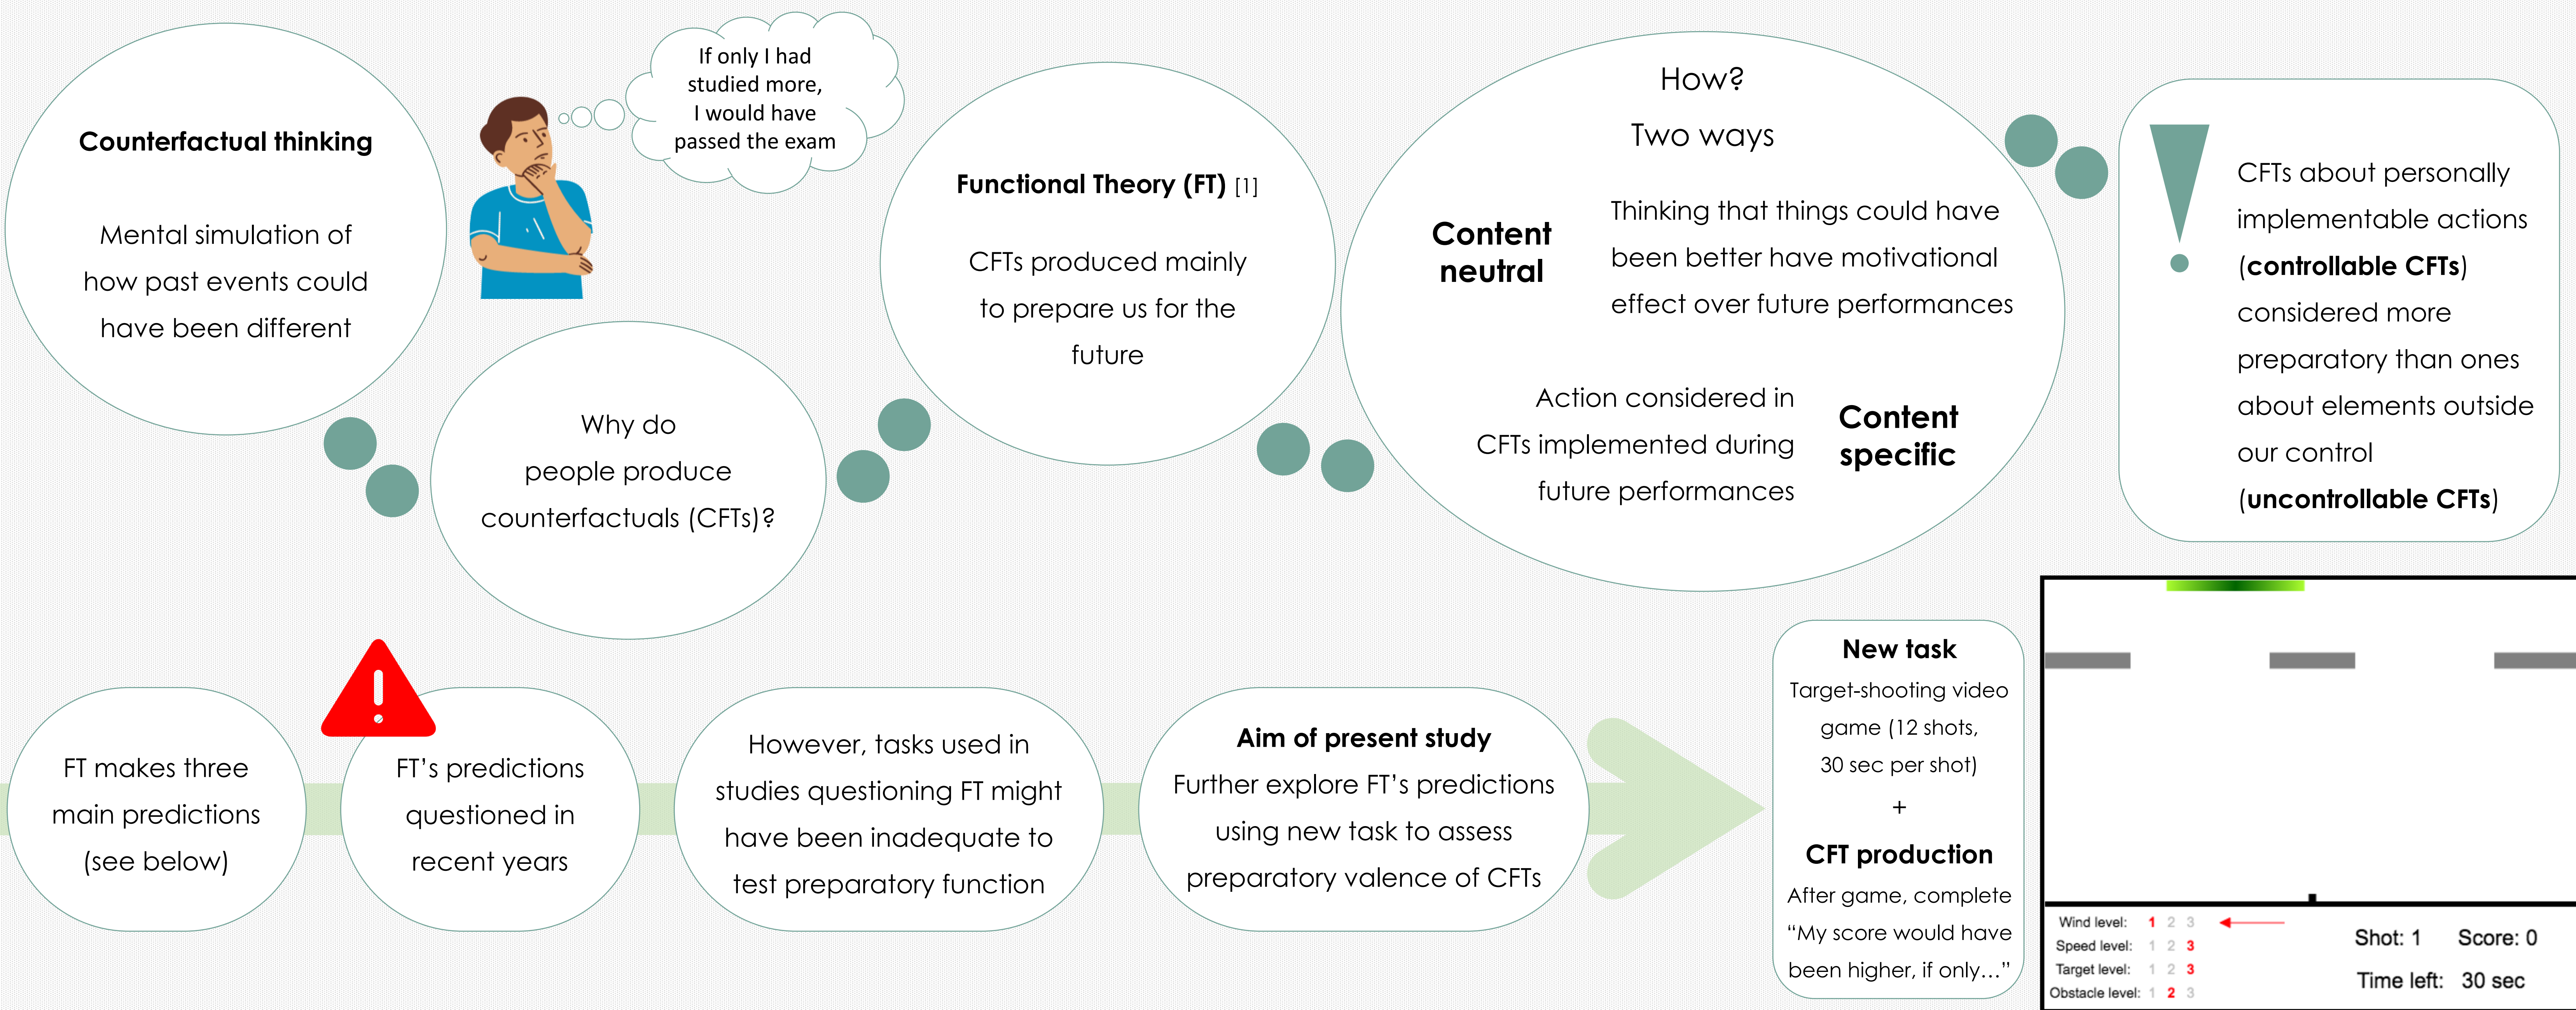 Counterfactual thinking
Mental simulation of
how past events could
have been different
If only I had
studied more,
I would have
passed the exam
Why do
people produce
counterfactuals (CFTs)?
Functional Theory (FT) [1]
CFTs produced mainly
to prepare us for the
future
How?
Two ways
Content
neutral
Thinking that things could have
been better have motivational
effect over future performances
Action considered in
CFTs implemented during
future performances
Content
specific
CFTs about personally
implementable actions
(controllable CFTs)
considered more
preparatory than ones
about elements outside
our control
(uncontrollable CFTs)
FT makes three
main predictions
(see below)
FT's predictions
questioned in
recent years
However, tasks used in
studies questioning FT might
have been inadequate to
test preparatory function
Aim of present study
Further explore FT's predictions
using new task to assess
preparatory valence of CFTs
New task
Target-shooting video
game (12 shots,
30 sec per shot)
+
CFT production
After game, complete
“My score would have
been higher, if only...”
Wind level: 1 2 3
Speed level: 1 2 3
Target level: 1 2 3
Obstacle level: 1 2 3
Shot: 1 Score: 0
Time left: 30 sec